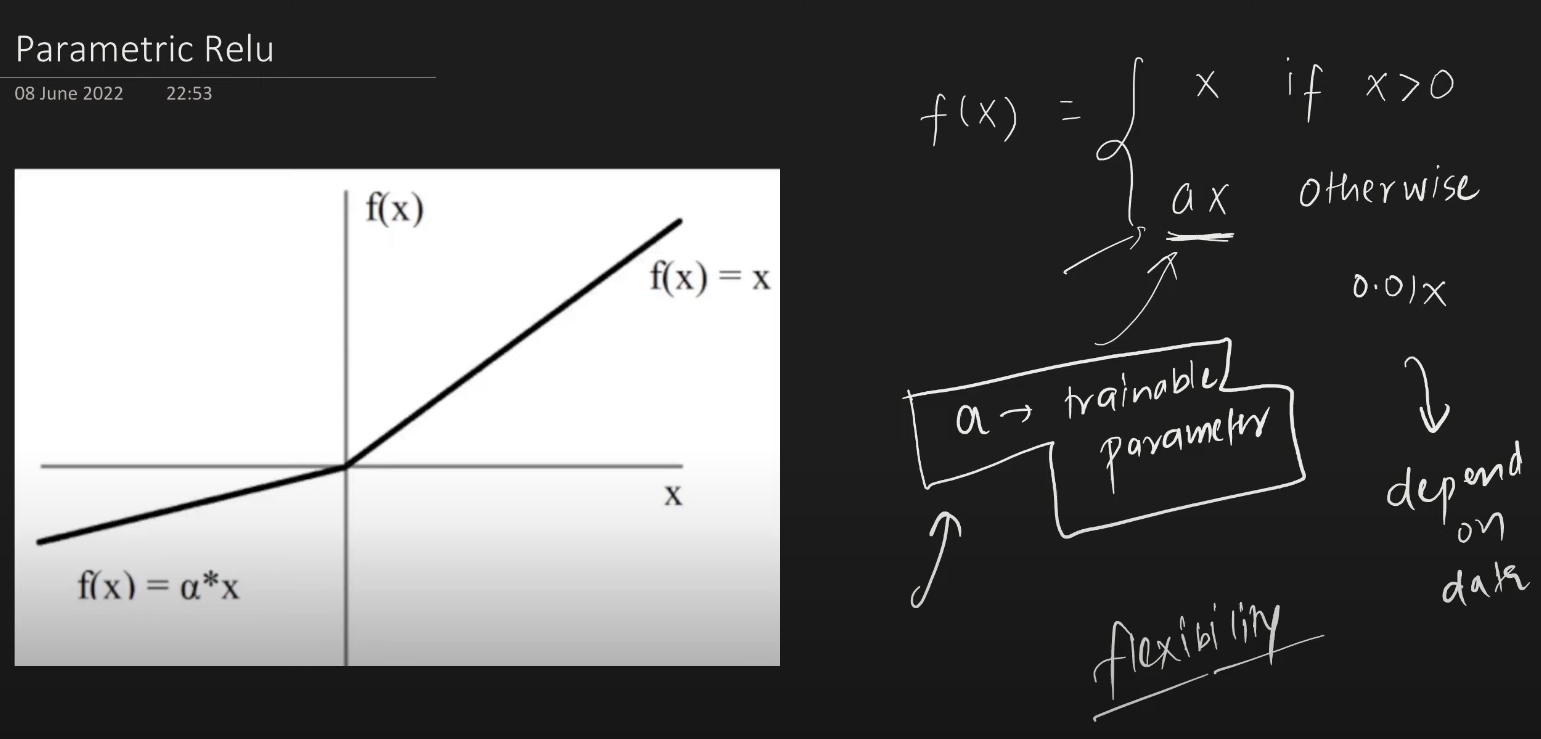 Parametric Relu
08 June 2022 22:53
f(x)
f(x) = x
x
f(x) = α*x
f(x) = { x if x>0
ax otherwise
0.01x
a → trainable
parameter
depend
on
data
flexibility